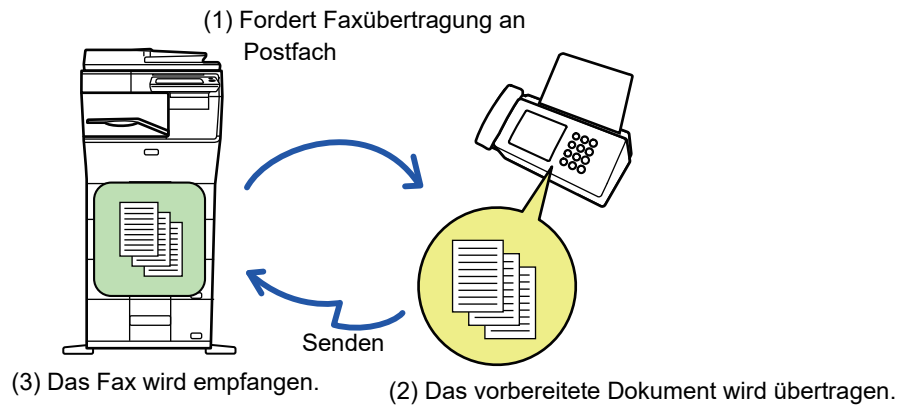 (1) Fordert Faxübertragung an
Postfach
Senden
(3) Das Fax wird empfangen.
(2) Das vorbereitete Dokument wird übertragen.